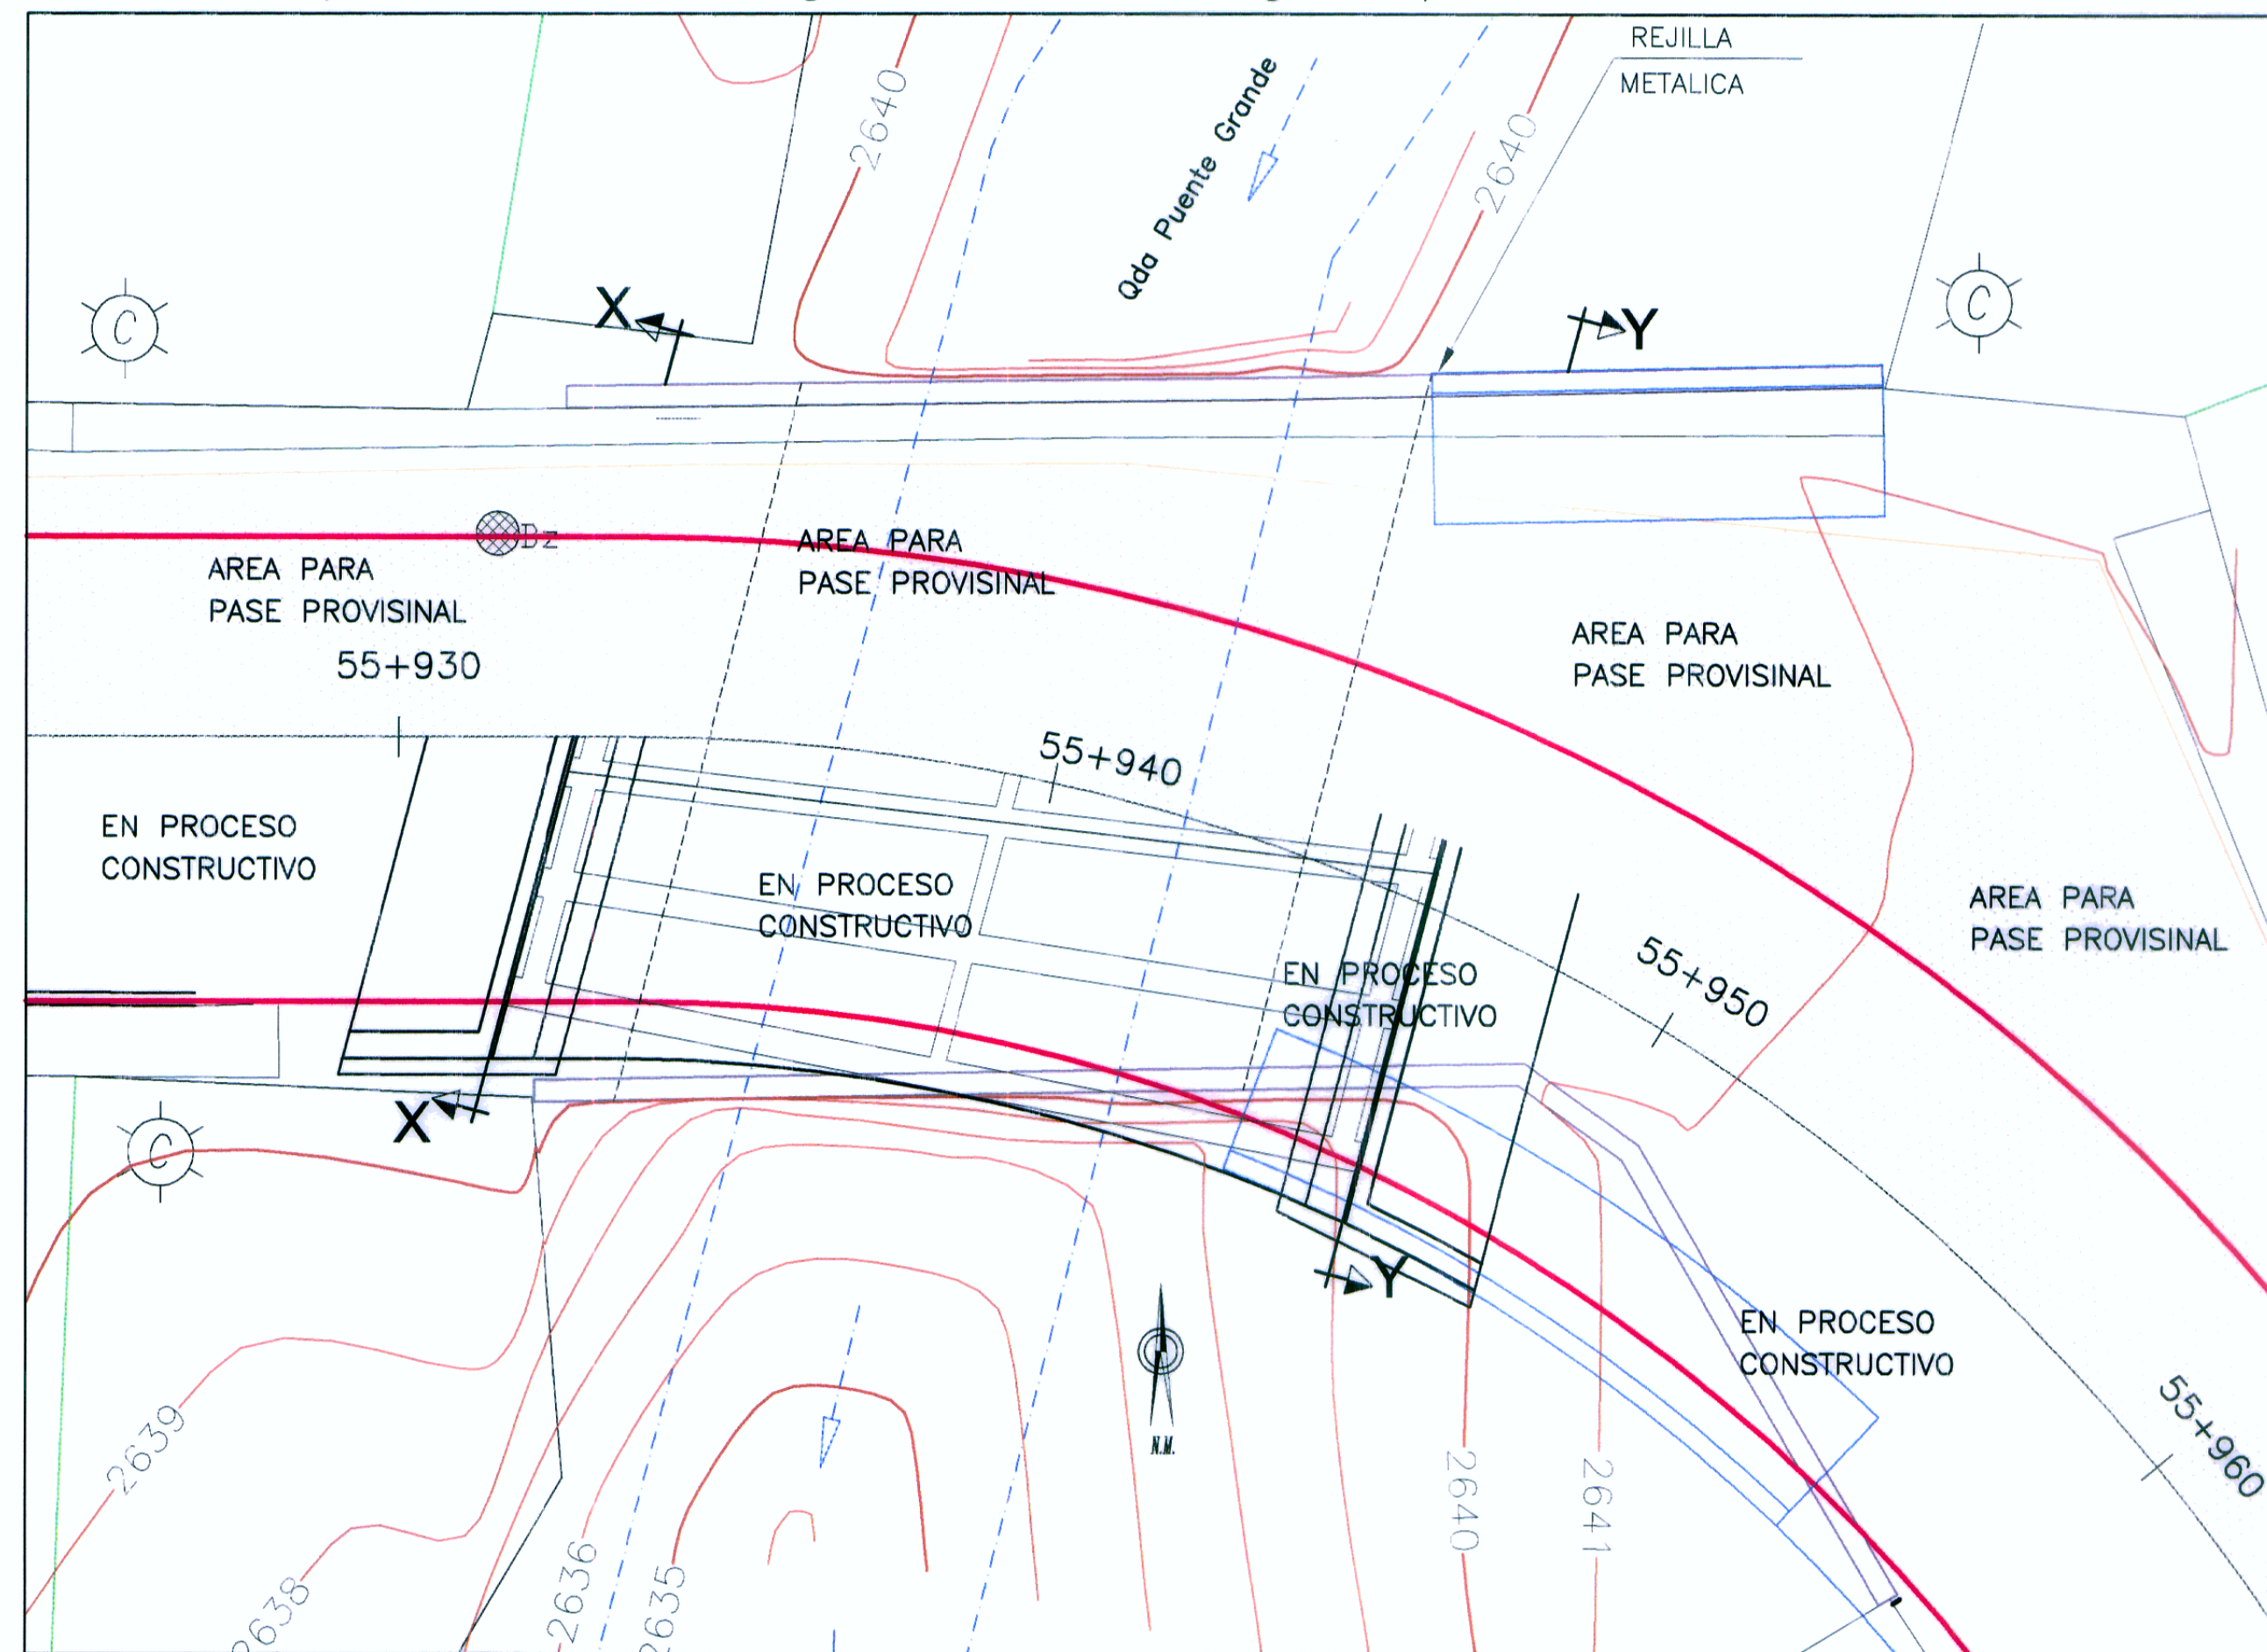 REJILLA
METALICA
2640
Qda Puente Grande
2640
C
X
Y
C
Dz
AREA PARA
PASE PROVISINAL
AREA PARA
PASE PROVISINAL
AREA PARA
PASE PROVISINAL
55+930
55+940
EN PROCESO
CONSTRUCTIVO
EN PROCESO
CONSTRUCTIVO
AREA PARA
PASE PROVISINAL
EN PROCESO
CONSTRUCTIVO
55+950
X
C
Y
EN PROCESO
CONSTRUCTIVO
N.M.
55+960
2639
2640
2641
2638
2636
2635